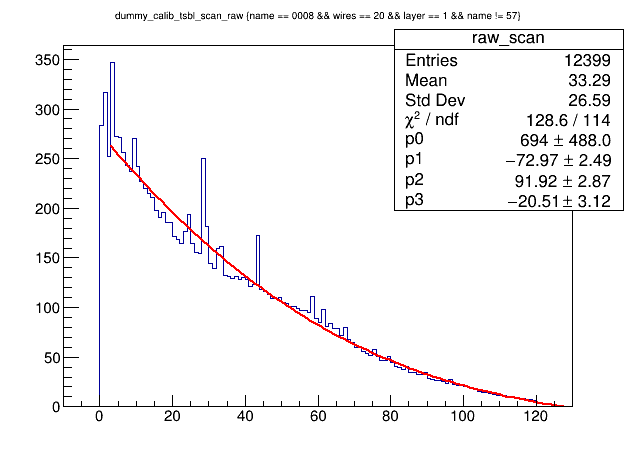 dummy_calib_tsbl_scan_raw {name == 0008 && wires == 20 && layer == 1 && name != 57}
raw_scan
Entries 12399
Mean 33.29
Std Dev 26.59
χ² / ndf 128.6 / 114
p0 694 ± 488.0
p1 −72.97 ± 2.49
p2 91.92 ± 2.87
p3 −20.51 ± 3.12
350
300
250
200
150
100
50
0
0 20 40 60 80 100 120